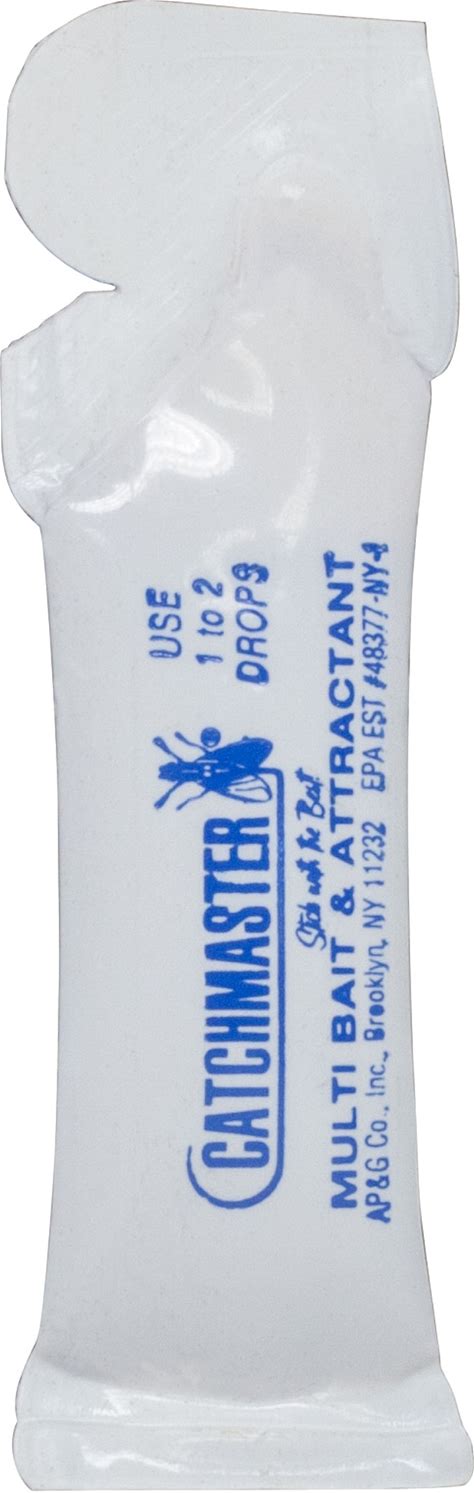 USE
1 to 2
DROPS
CATCHMASTER
Stick with the Best!
MULTI BAIT & ATTRACTANT
AP&G Co., Inc., Brooklyn, NY 11232 EPA EST #48377-NY-1